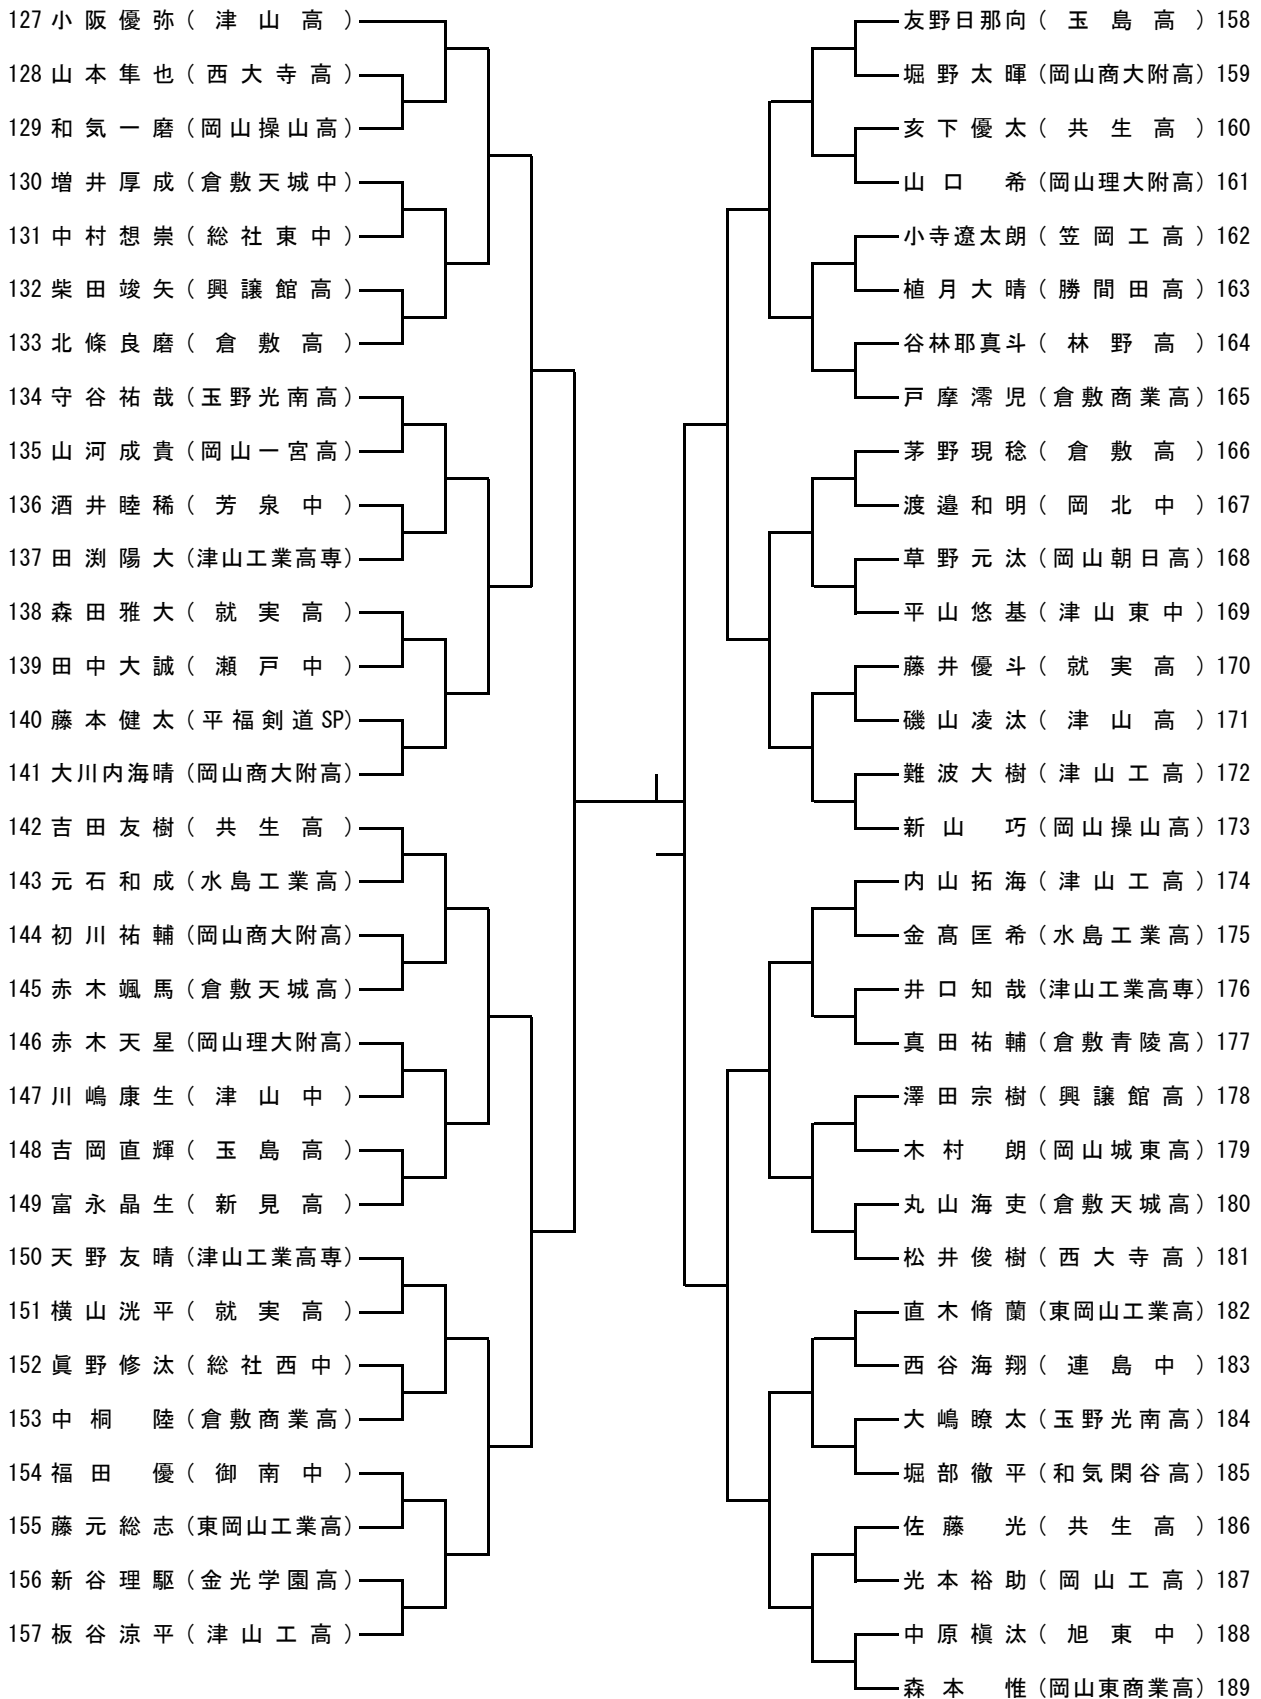 127 小阪優弥 (津山高)
128 山本隼也 (西大寺高)
129 和気一磨 (岡山操山高)
130 増井厚成 (倉敷天城中)
131 中村想崇 (総社東中)
132 柴田竣矢 (興譲館高)
133 北條良磨 (倉敷高)
134 守谷祐哉 (玉野光南高)
135 山河成貴 (岡山一宮高)
136 酒井睦稀 (芳泉中)
137 田渕陽大 (津山工業高専)
138 森田雅大 (就実高)
139 田中大誠 (瀬戸中)
140 藤本健太 (平福剣道SP)
141 大川内海晴 (岡山商大附高)
142 吉田友樹 (共生高)
143 元石和成 (水島工業高)
144 初川祐輔 (岡山商大附高)
145 赤木颯馬 (倉敷天城高)
146 赤木天星 (岡山理大附高)
147 川嶋康生 (津山中)
148 吉岡直輝 (玉島高)
149 富永晶生 (新見高)
150 天野友晴 (津山工業高専)
151 横山洸平 (就実高)
152 眞野修汰 (総社西中)
153 中桐陸 (倉敷商業高)
154 福田優 (御南中)
155 藤元総志 (東岡山工業高)
156 新谷理駆 (金光学園高)
157 板谷涼平 (津山工高)
友野日那向 (玉島高) 158
堀野太暉 (岡山商大附高) 159
亥下優太 (共生高) 160
山口希 (岡山理大附高) 161
小寺遼太朗 (笠岡工高) 162
植月大晴 (勝間田高) 163
谷林耶真斗 (林野高) 164
戸摩澪児 (倉敷商業高) 165
茅野現稔 (倉敷高) 166
渡邉和明 (岡北中) 167
草野元汰 (岡山朝日高) 168
平山悠基 (津山東中) 169
藤井優斗 (就実高) 170
磯山凌汰 (津山高) 171
難波大樹 (津山工高) 172
新山巧 (岡山操山高) 173
内山拓海 (津山工高) 174
金髙匡希 (水島工業高) 175
井口知哉 (津山工業高専) 176
真田祐輔 (倉敷青陵高) 177
澤田宗樹 (興譲館高) 178
木村朗 (岡山城東高) 179
丸山海吏 (倉敷天城高) 180
松井俊樹 (西大寺高) 181
直木脩蘭 (東岡山工業高) 182
西谷海翔 (連島中) 183
大嶋瞭太 (玉野光南高) 184
堀部徹平 (和気閑谷高) 185
佐藤光 (共生高) 186
光本裕助 (岡山工高) 187
中原槇汰 (旭東中) 188
森本惟 (岡山東商業高) 189